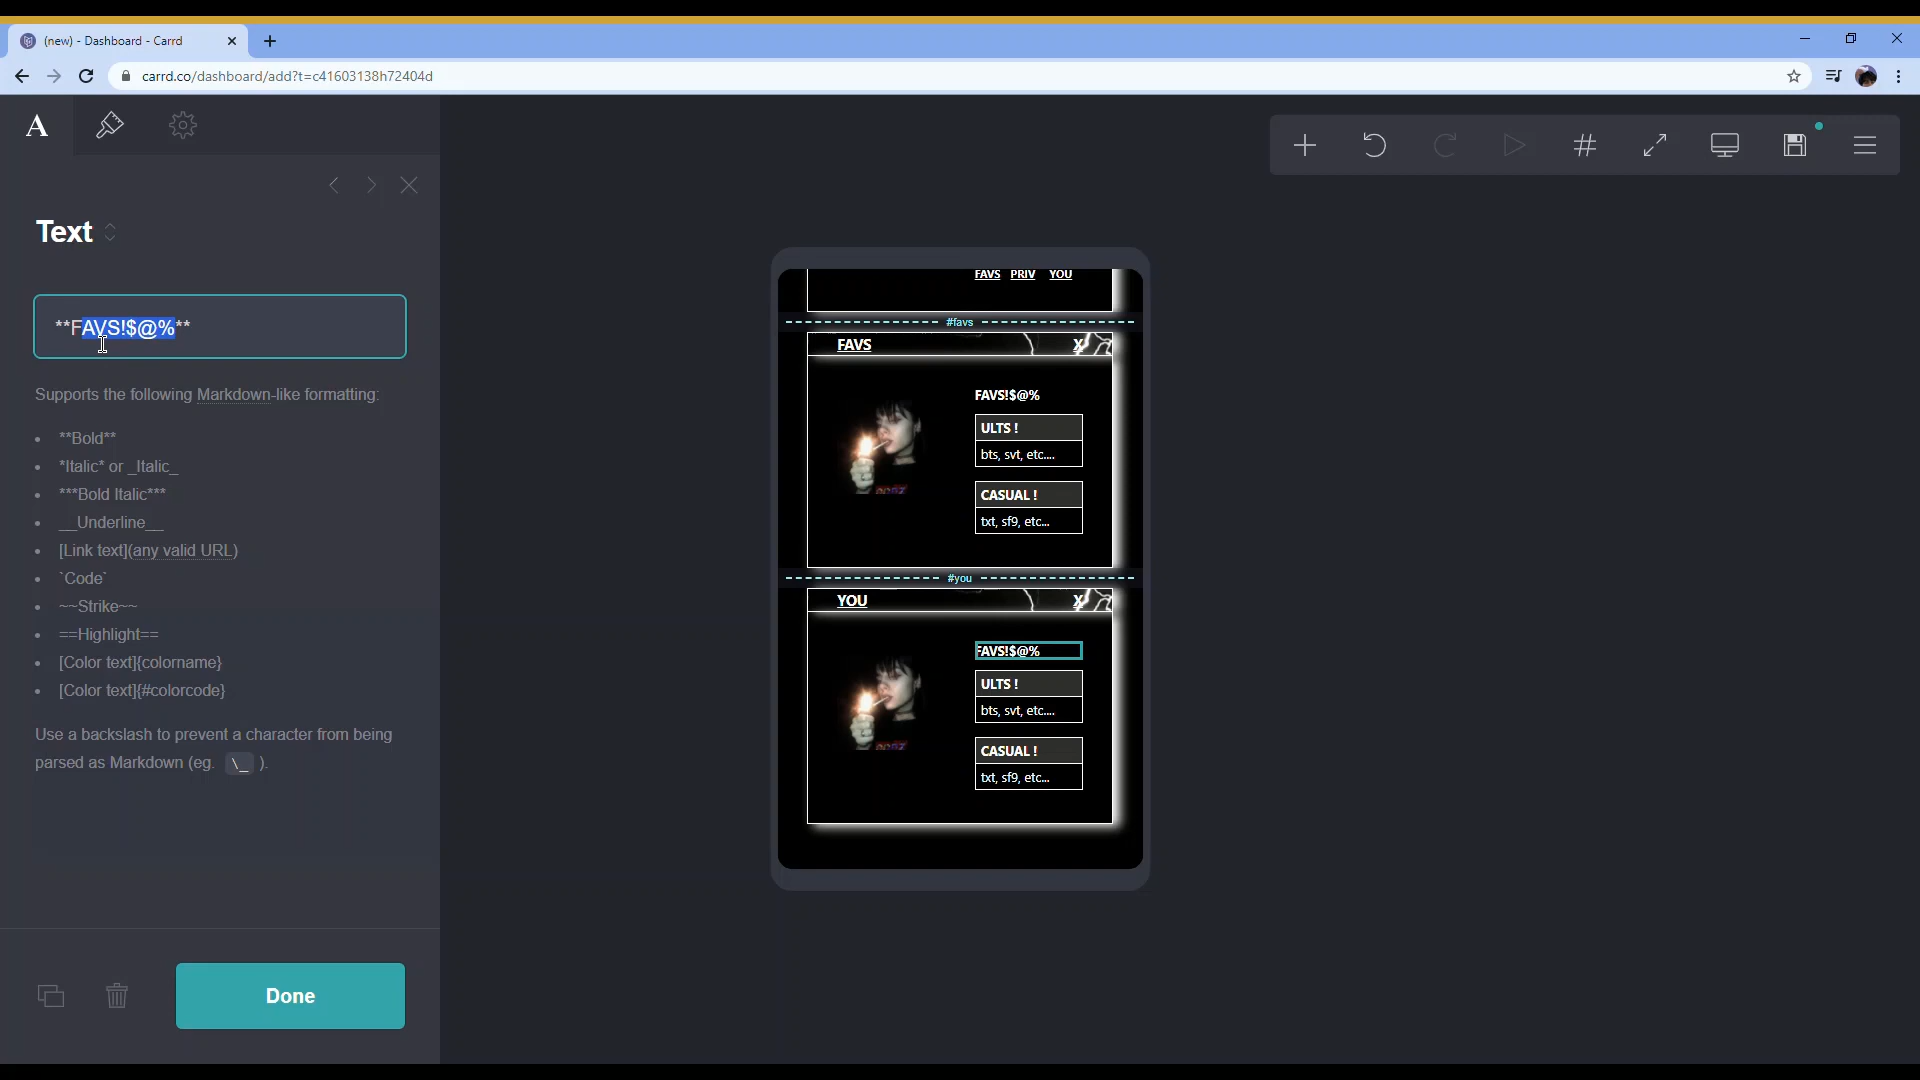 (new) - Dashboard - Carrd
carrd.co/dashboard/add?t=c41603138h72404d
A
Text
**FAVS!$@%**
Supports the following Markdown-like formatting:
**Bold**
*Italic* or _Italic_
***Bold Italic***
__Underline__
[Link text](any valid URL)
`Code`
~~Strike~~
==Highlight==
[Color text]{colorname}
[Color text]{#colorcode}
Use a backslash to prevent a character from being
parsed as Markdown (eg. \_ ).
Done
FAVS PRIV YOU
#favs
FAVS X
FAVS!$@%
ULTS !
bts, svt, etc....
CASUAL !
txt, sf9, etc...
#you
YOU X
FAVS!$@%
ULTS !
bts, svt, etc....
CASUAL !
txt, sf9, etc...